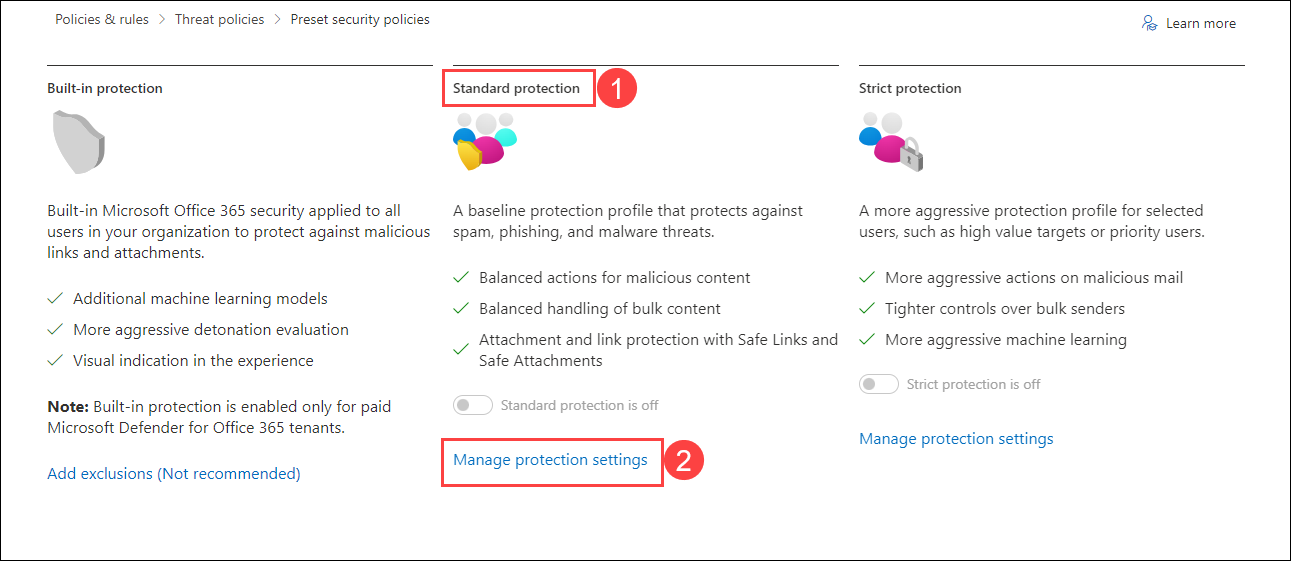 Policies & rules > Threat policies > Preset security policies
Learn more
Built-in protection
Built-in Microsoft Office 365 security applied to all
users in your organization to protect against malicious
links and attachments.
Additional machine learning models
More aggressive detonation evaluation
Visual indication in the experience
Note: Built-in protection is enabled only for paid
Microsoft Defender for Office 365 tenants.
Add exclusions (Not recommended)
Standard protection
1
A baseline protection profile that protects against
spam, phishing, and malware threats.
Balanced actions for malicious content
Balanced handling of bulk content
Attachment and link protection with Safe Links and
Safe Attachments
Standard protection is off
Manage protection settings
2
Strict protection
A more aggressive protection profile for selected
users, such as high value targets or priority users.
More aggressive actions on malicious mail
Tighter controls over bulk senders
More aggressive machine learning
Strict protection is off
Manage protection settings